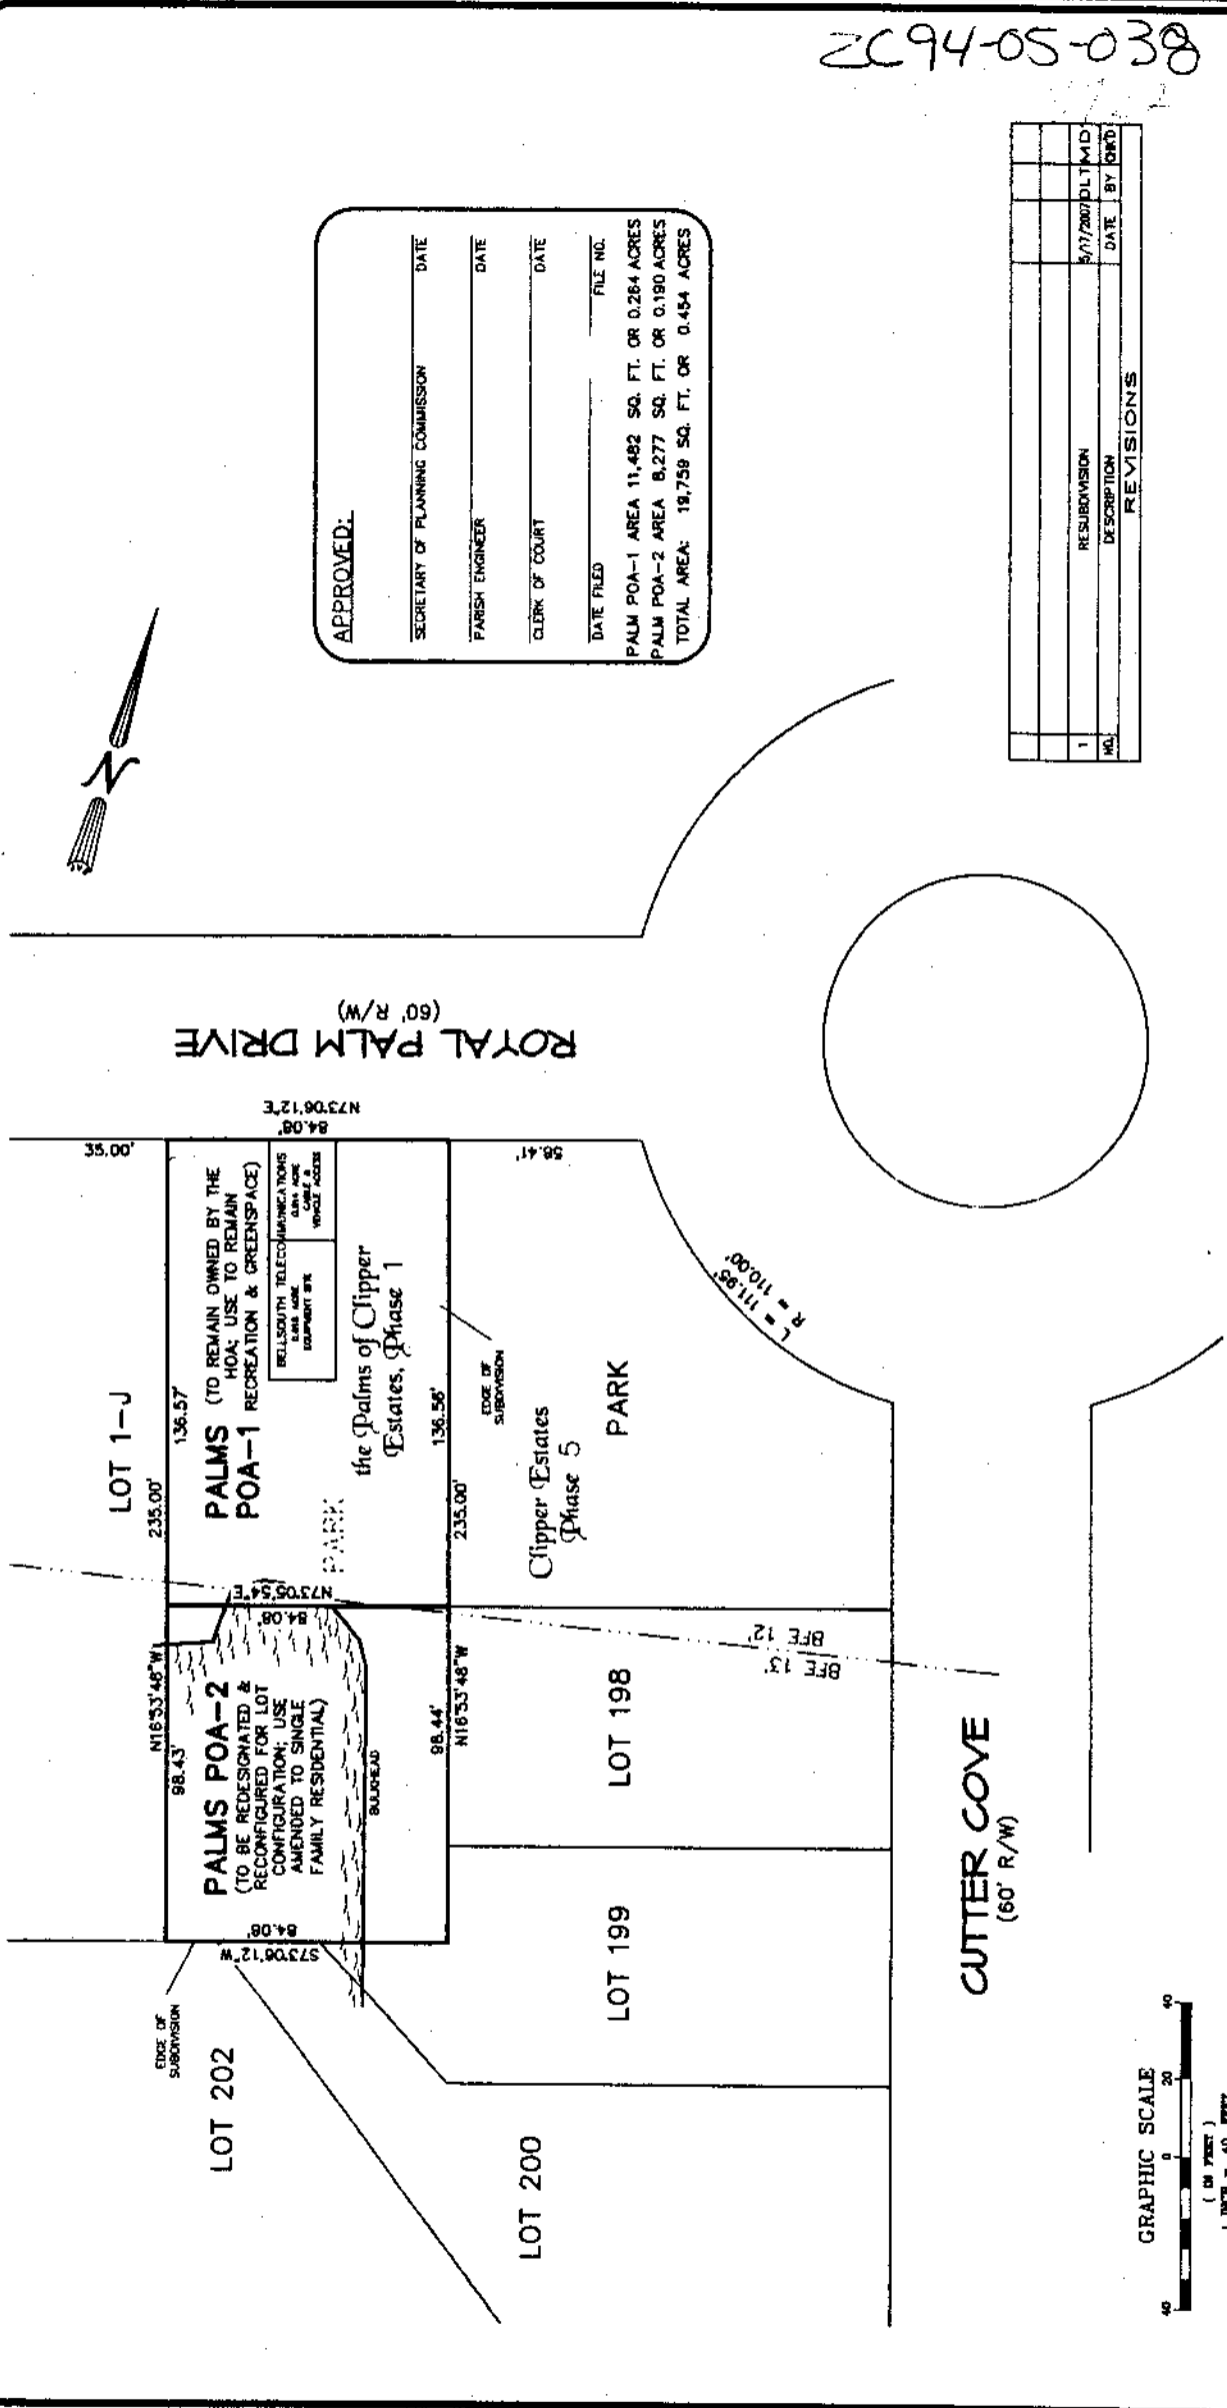 ZC94-05-038
APPROVED:
SECRETARY OF PLANNING COMMISSION DATE
PARISH ENGINEER DATE
CLERK OF COURT DATE
DATE FILED FILE NO.
PALM POA-1 AREA 11,482 SQ. FT. OR 0.264 ACRES
PALM POA-2 AREA 8,277 SQ. FT. OR 0.190 ACRES
TOTAL AREA: 19,759 SQ. FT. OR 0.454 ACRES
1 RESUBDIVISION 5/17/2007 DLT MD
NO. DESCRIPTION DATE BY CHK'D
REVISIONS
N
ROYAL PALM DRIVE
(60' R/W)
N73°06'12"E
84.08'
35.00'
56.41'
LOT 1-J
235.00'
136.57'
PALMS
POA-1
(TO REMAIN OWNED BY THE
HOA; USE TO REMAIN
RECREATION & GREENSPACE)
BELLSOUTH TELECOMMUNICATIONS
EQUIPMENT SITE
CABLE &
VEHICLE ACCESS
the Palms of Clipper
Estates, Phase 1
PARK
136.56'
235.00'
EDGE OF
SUBDIVISION
Clipper Estates
Phase 5
PARK
L = 111.95'
R = 110.00'
N73°05'54"E
84.08'
N16°53'48"W
98.43'
PALMS POA-2
(TO BE REDESIGNATED &
RECONFIGURED FOR LOT
CONFIGURATION; USE
AMENDED TO SINGLE
FAMILY RESIDENTIAL)
BULKHEAD
98.44'
N16°53'48"W
84.08'
S73°06'12"W
EDGE OF
SUBDIVISION
BFE 12'
BFE 13'
LOT 198
LOT 199
LOT 200
LOT 202
CUTTER COVE
(60' R/W)
GRAPHIC SCALE
40 0 20 40
( IN FEET )